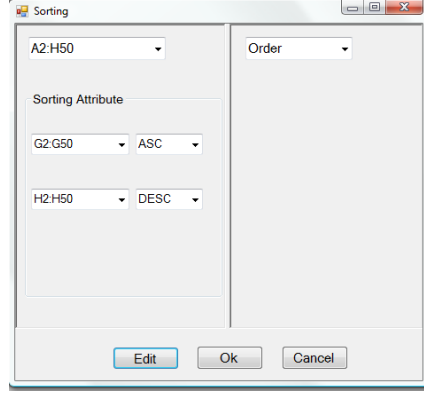 Sorting
A2:H50
Order
Sorting Attribute
G2:G50 ASC
H2:H50 DESC
Edit Ok Cancel